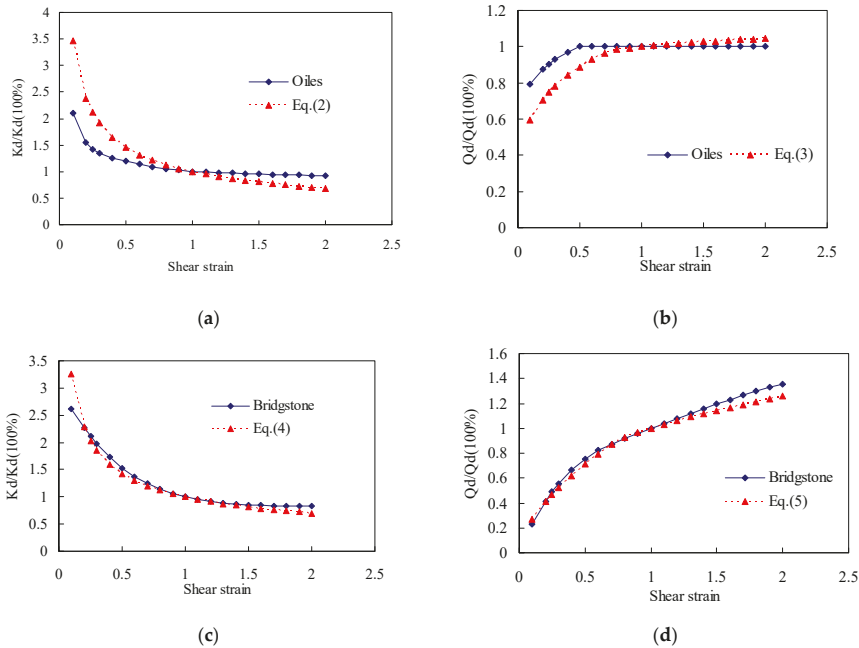 Kd/Kd(100%)
4
3.5
3
2.5
2
1.5
1
0.5
0
Oiles
Eq.(2)
0 0.5 1 1.5 2 2.5
Shear strain
(a)
Qd/Qd(100%)
1.2
1
0.8
0.6
0.4
0.2
0
Oiles Eq.(3)
0 0.5 1 1.5 2 2.5
Shear strain
(b)
Kd/Kd(100%)
3.5
3
2.5
2
1.5
1
0.5
0
Bridgstone
Eq.(4)
0 0.5 1 1.5 2 2.5
Shear strain
(c)
Qd/Qd(100%)
1.6
1.4
1.2
1
0.8
0.6
0.4
0.2
0
Bridgstone
Eq.(5)
0 0.5 1 1.5 2 2.5
Shear strain
(d)